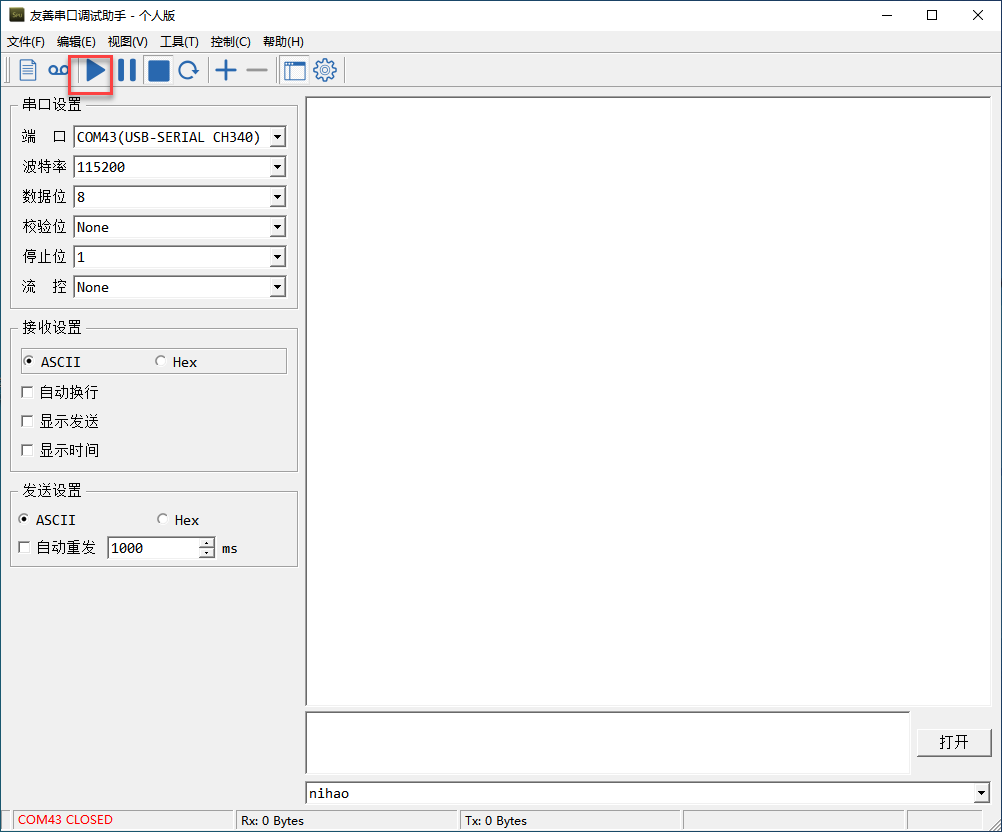 友善串口调试助手 - 个人版
文件(F) 编辑(E) 视图(V) 工具(T) 控制(C) 帮助(H)
串口设置
端 口 COM43(USB-SERIAL CH340)
波特率 115200
数据位 8
校验位 None
停止位 1
流 控 None
接收设置
ASCII Hex
自动换行
显示发送
显示时间
发送设置
ASCII Hex
自动重发 1000 ms
打开
nihao
COM43 CLOSED Rx: 0 Bytes Tx: 0 Bytes